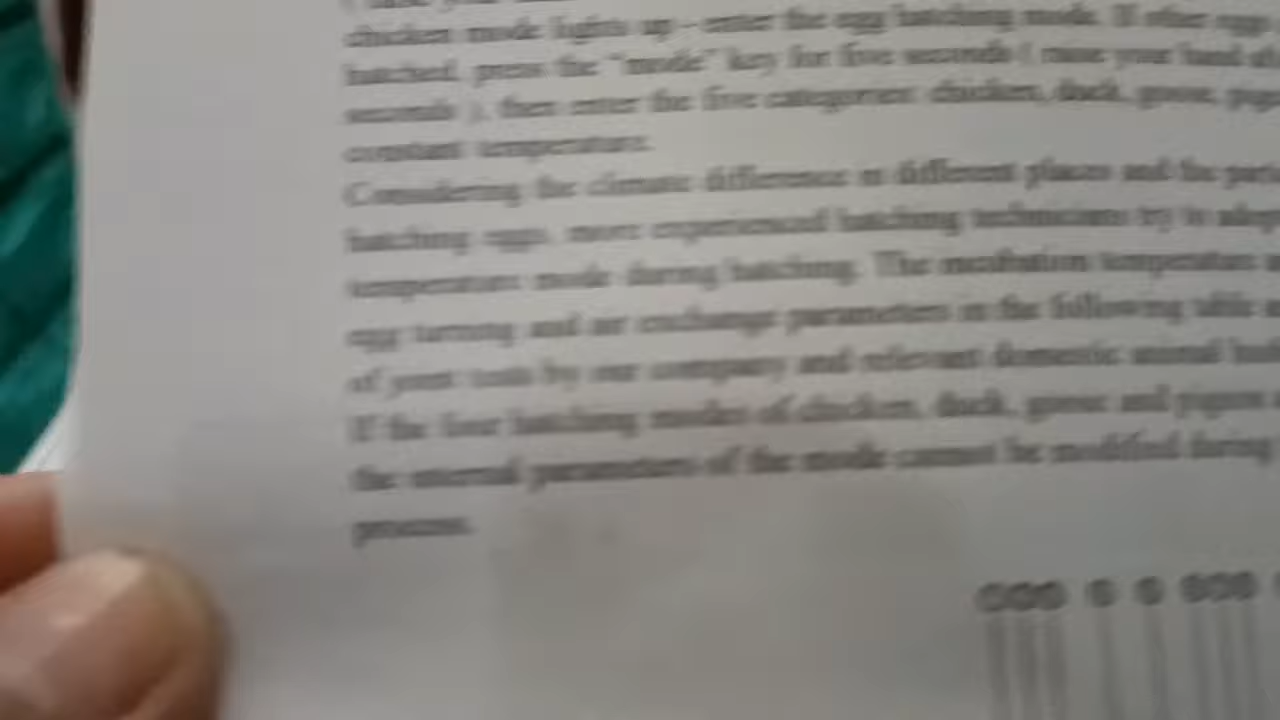 chicken mode lights up - enter the egg hatching mode. If other eggs
hatched, press the "mode" key for five seconds ( raise your hand
seconds ), then enter the five categories: chicken, duck, goose,
constant temperature.
Considering the climate difference in different places and the
hatching eggs, more experienced hatching technicians try to
temperature mode during hatching. The incubation temperature
egg turning and air exchange parameters in the following table
of years tests by our company and relevant domestic animal
If the four hatching modes of chicken, duck, goose and pigeon
the internal parameters of the mode cannot be modified during
process.